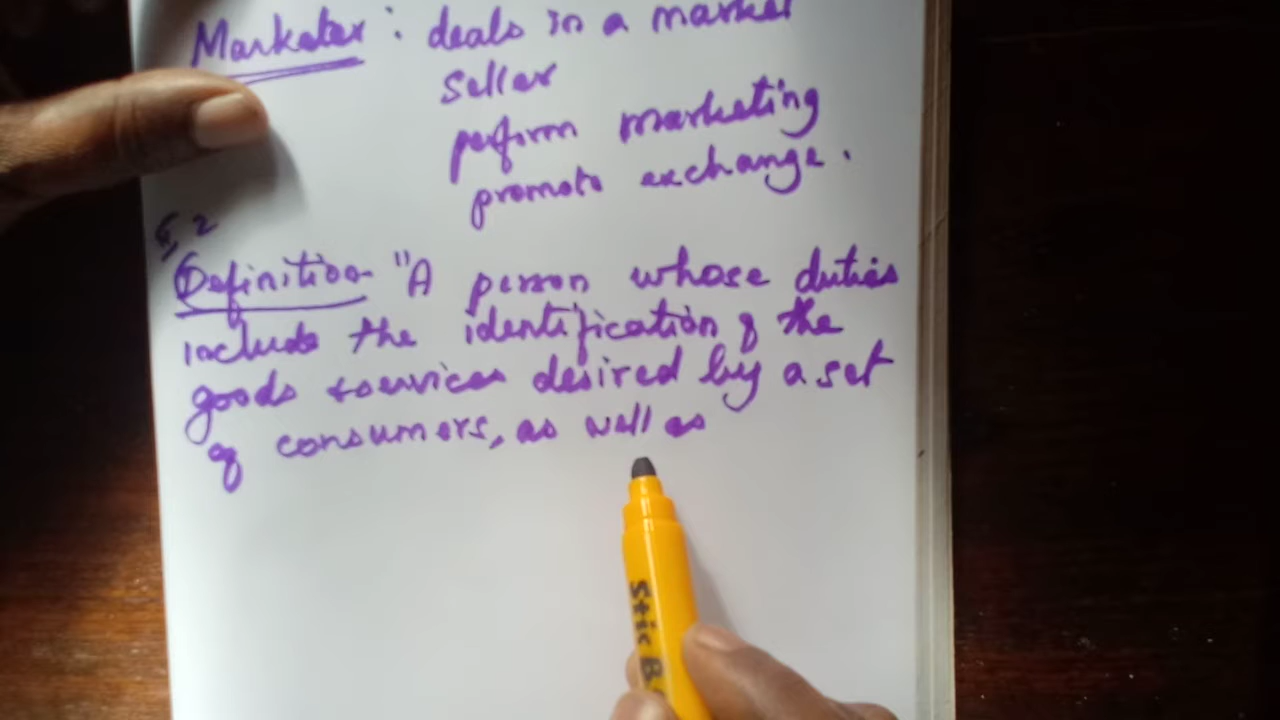 Marketer : deals in a market
seller
perform marketing
promote exchange.
Definition "A person whose duties
include the identification of the
goods & services desired by a set
of consumers, as well as
Stic